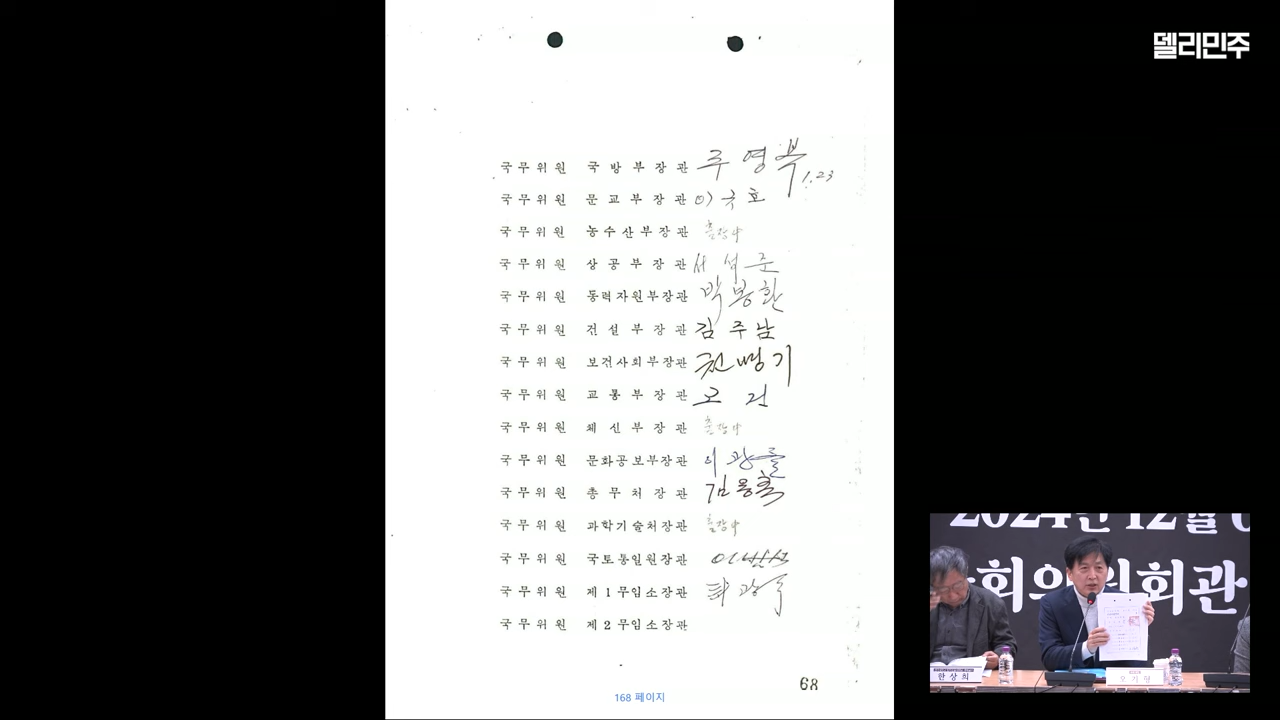 델리민주
국무위원 국방부장관 주영복 1.23
국무위원 문교부장관 이규호
국무위원 농수산부장관 출장中
국무위원 상공부장관 서석준
국무위원 동력자원부장관 박봉환
국무위원 건설부장관 김주남
국무위원 보건사회부장관
국무위원 교통부장관 고건
국무위원 체신부장관 출장中
국무위원 문화공보부장관 이광표
국무위원 총무처장관 김용휴
국무위원 과학기술처장관 출장中
국무위원 국토통일원장관
국무위원 제1무임소장관
국무위원 제2무임소장관
68
168 페이지
2024년 12월
회의 위원회관
한상희